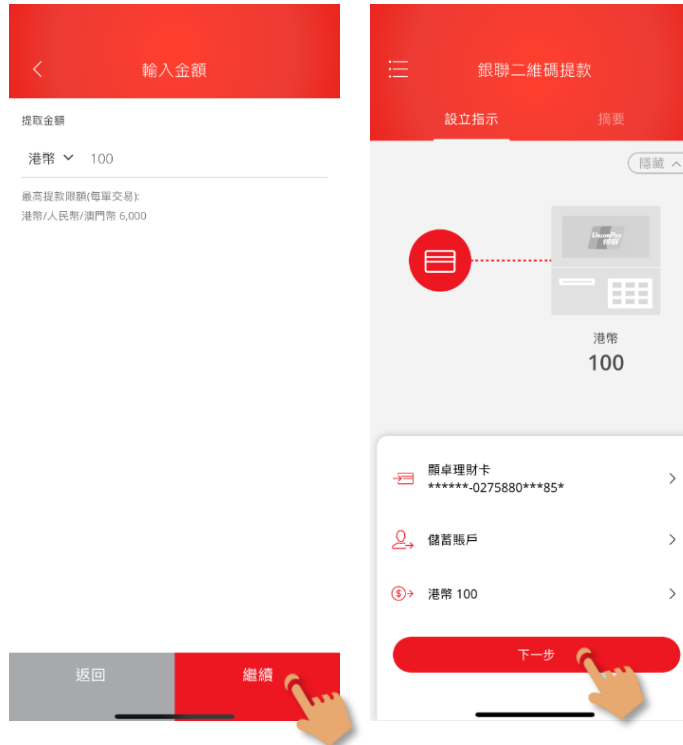 輸入金額
提取金額
港幣 100
最高提款限額(每單交易):
港幣/人民幣/澳門幣 6,000
返回
繼續
銀聯二維碼提款
設立指示
摘要
隱藏
UnionPay
银联
港幣
100
顯卓理財卡
******-0275880***85*
儲蓄賬戶
港幣 100
下一步